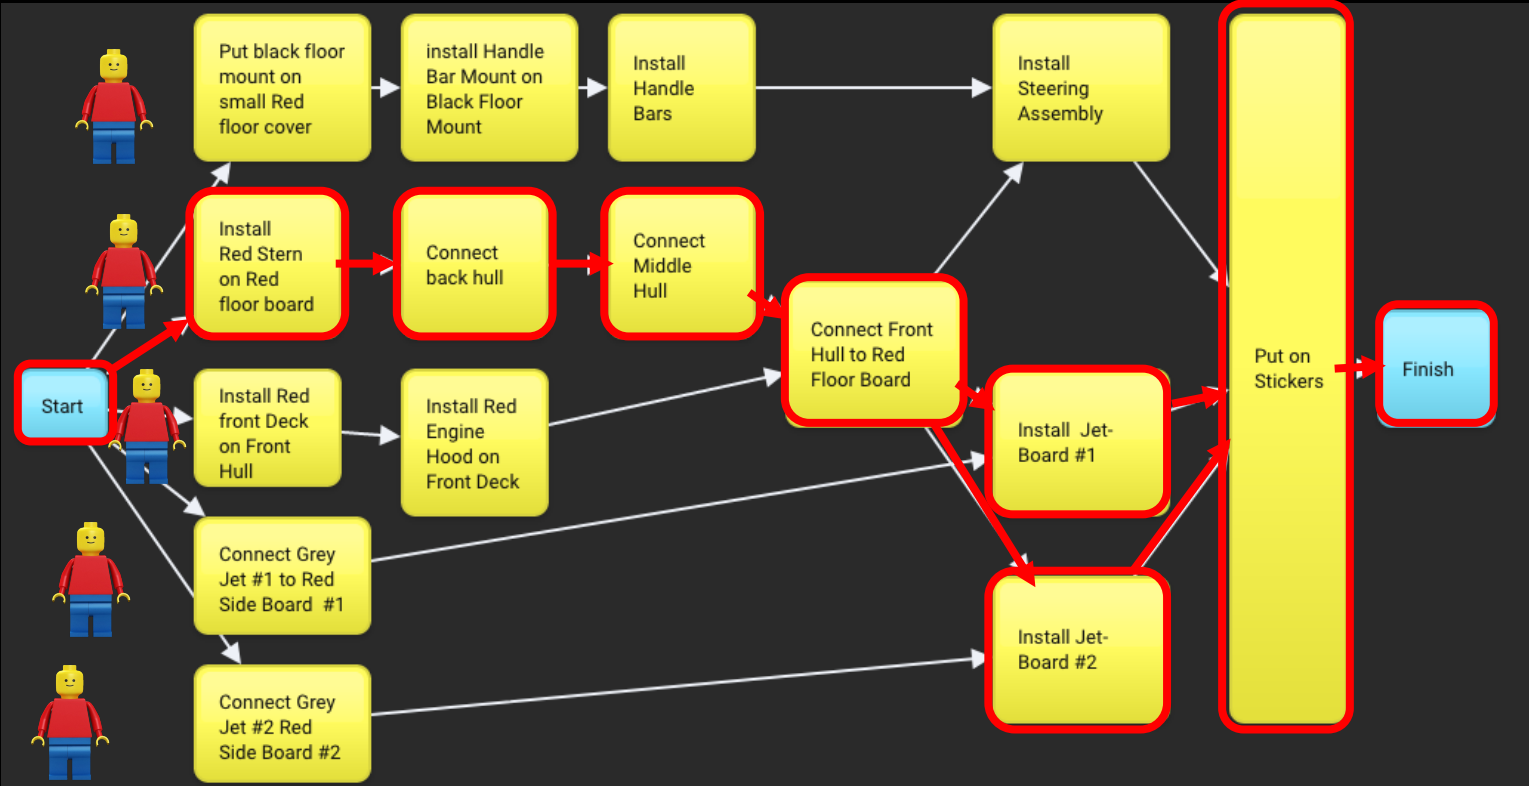 Put black floor
mount on
small Red
floor cover
install Handle
Bar Mount on
Black Floor
Mount
Install
Handle
Bars
Install
Steering
Assembly
Install
Red Stern
on Red
floor board
Connect
back hull
Connect
Middle
Hull
Connect Front
Hull to Red
Floor Board
Put on
Stickers
Finish
Start
Install Red
front Deck
on Front
Hull
Install Red
Engine
Hood on
Front Deck
Install Jet-
Board #1
Connect Grey
Jet #1 to Red
Side Board #1
Install Jet-
Board #2
Connect Grey
Jet #2 Red
Side Board #2